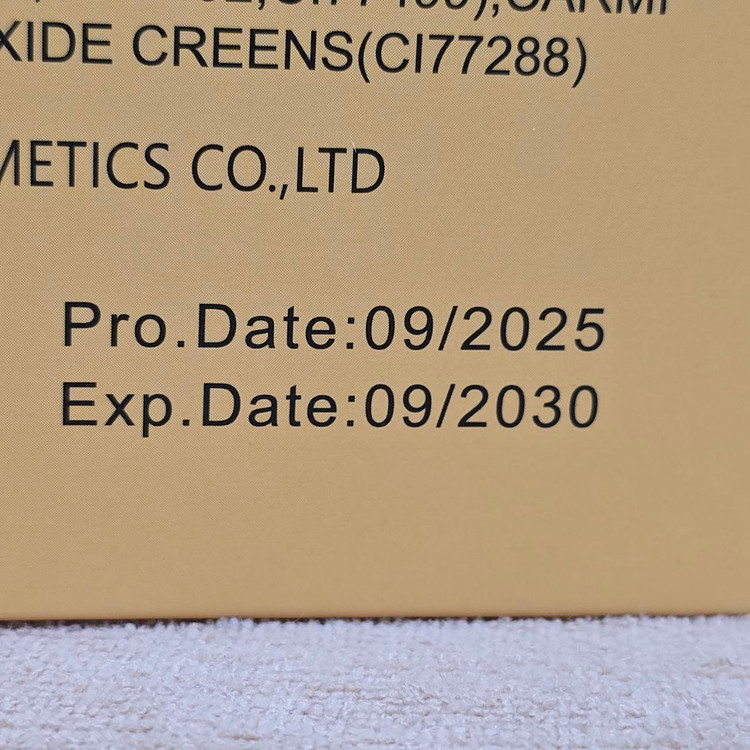 XIDE CREENS(CI77288)
METICS CO.,LTD
Pro.Date:09/2025
Exp.Date:09/2030